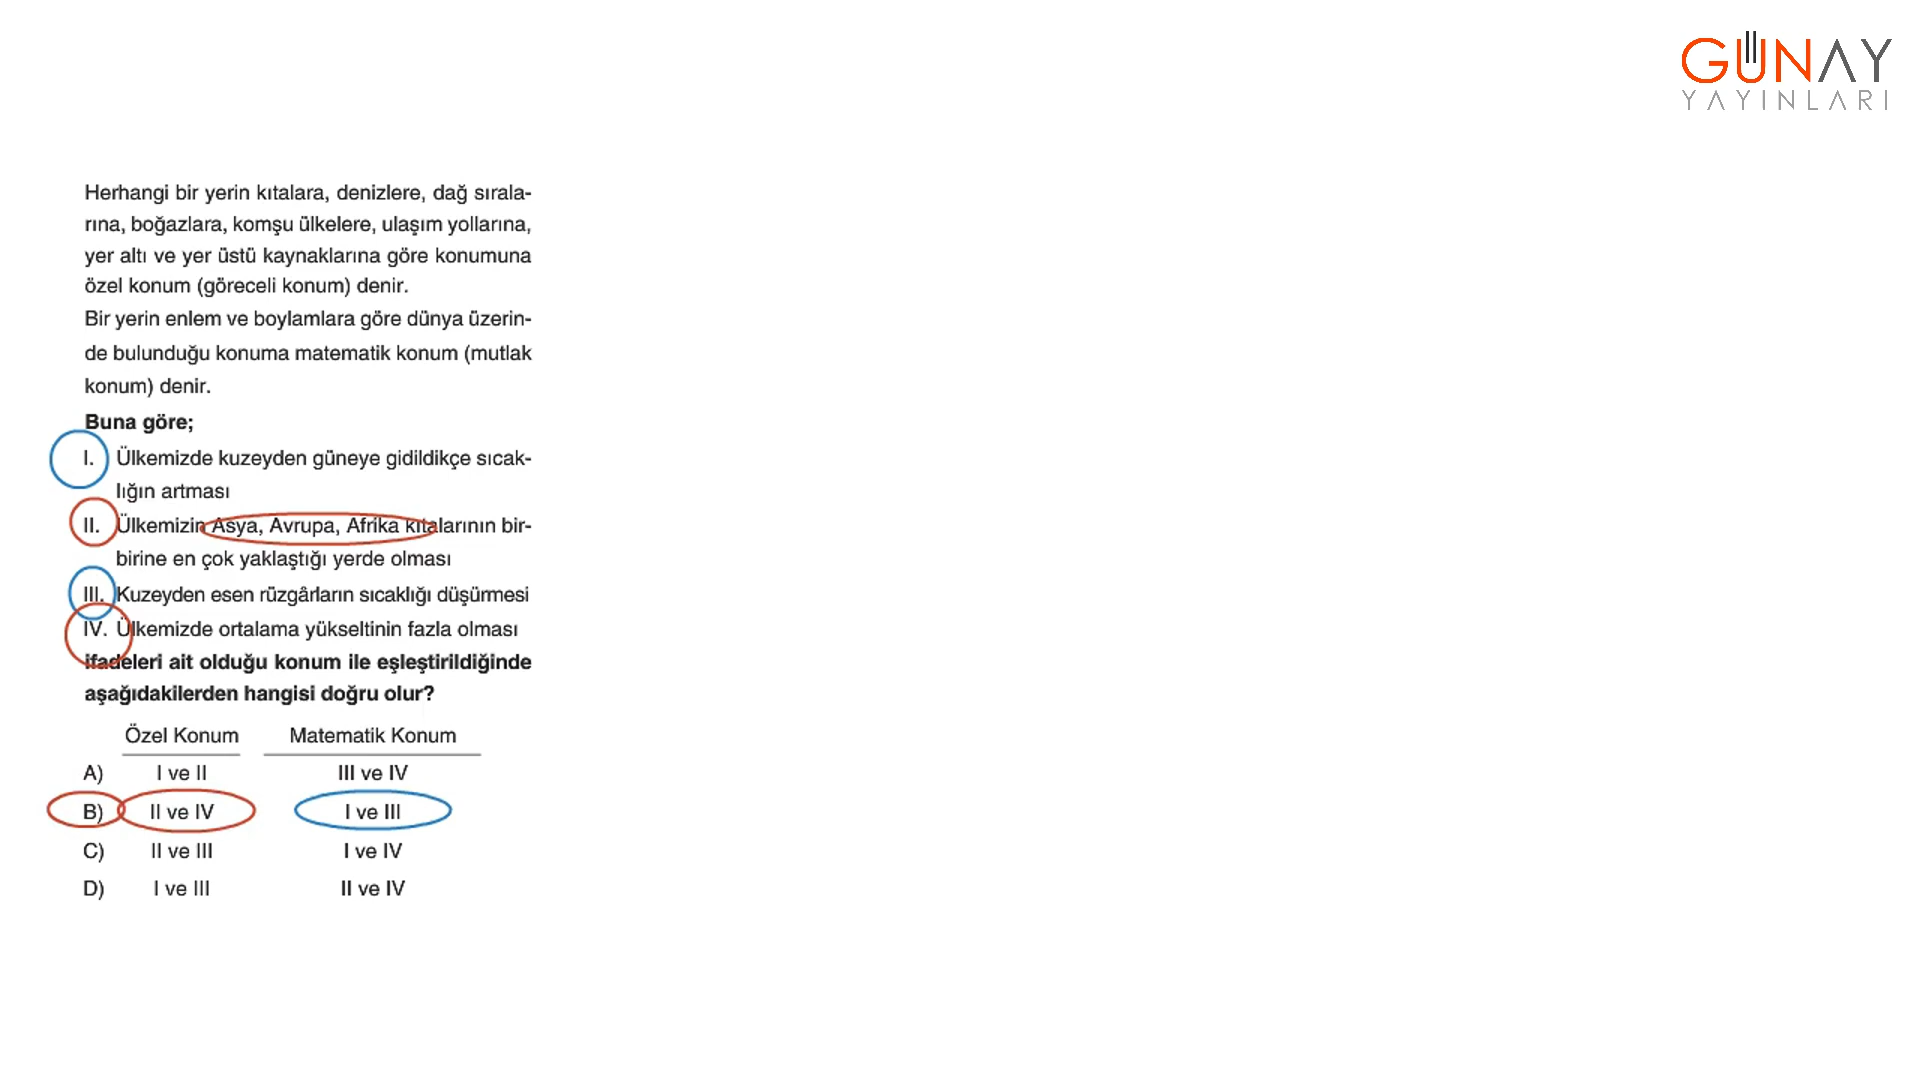 GÜNAY
YAYINLARI
Herhangi bir yerin kıtalara, denizlere, dağ sırala-
rına, boğazlara, komşu ülkelere, ulaşım yollarına,
yer altı ve yer üstü kaynaklarına göre konumuna
özel konum (göreceli konum) denir.
Bir yerin enlem ve boylamlara göre dünya üzerin-
de bulunduğu konuma matematik konum (mutlak
konum) denir.
Buna göre;
I. Ülkemizde kuzeyden güneye gidildikçe sıcak-
lığın artması
II. Ülkemizin Asya, Avrupa, Afrika kıtalarının bir-
birine en çok yaklaştığı yerde olması
III. Kuzeyden esen rüzgârların sıcaklığı düşürmesi
IV. Ülkemizde ortalama yükseltinin fazla olması
ifadeleri ait olduğu konum ile eşleştirildiğinde
aşağıdakilerden hangisi doğru olur?
Özel Konum Matematik Konum
A) I ve II III ve IV
B) II ve IV I ve III
C) II ve III I ve IV
D) I ve III II ve IV